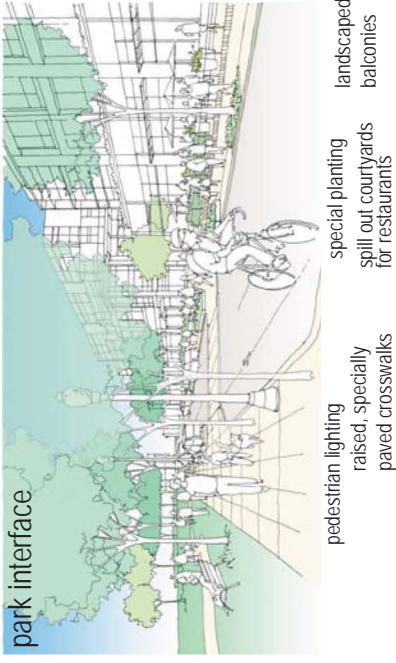 park interface
pedestrian lighting
raised, specially
paved crosswalks
special planting
spill out courtyards
for restaurants
landscaped
balconies